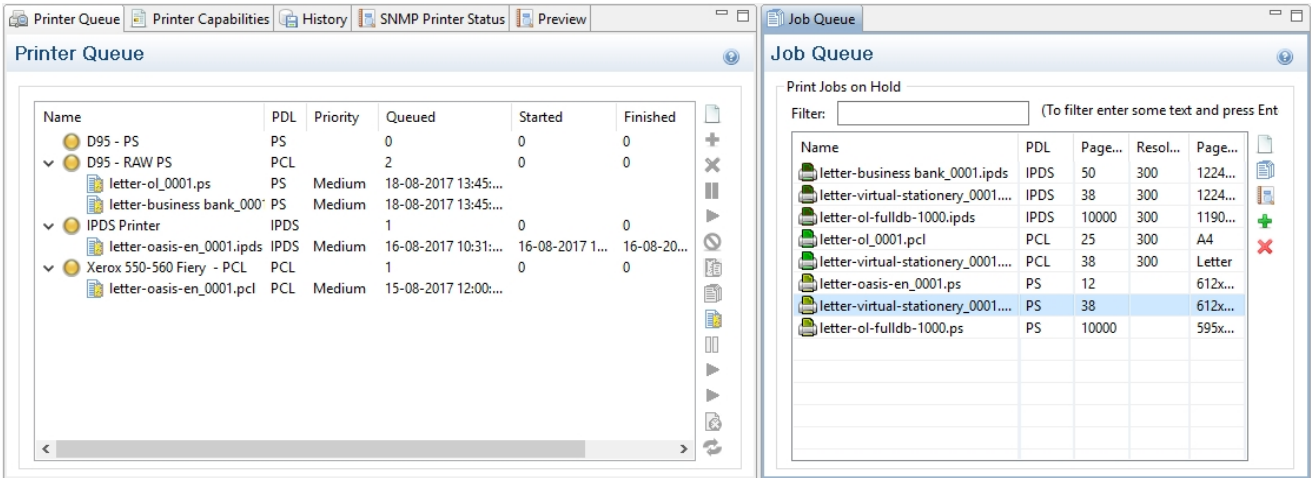 Printer Queue Printer Capabilities History SNMP Printer Status Preview
Printer Queue
Name PDL Priority Queued Started Finished
D95 - PS PS 0 0 0
D95 - RAW PS PCL 2 0 0
letter-ol_0001.ps PS Medium 18-08-2017 13:45:...
letter-business bank_000 PS Medium 18-08-2017 13:45:...
IPDS Printer IPDS 1 0 0
letter-oasis-en_0001.ipds IPDS Medium 16-08-2017 10:31:... 16-08-2017 1... 16-08-20...
Xerox 550-560 Fiery - PCL PCL 1 0 0
letter-oasis-en_0001.pcl PCL Medium 15-08-2017 12:00:...
Job Queue
Job Queue
Print Jobs on Hold
Filter: (To filter enter some text and press Ent
Name PDL Page... Resol... Page...
letter-business bank_0001.ipds IPDS 50 300 1224...
letter-virtual-stationery_0001.... IPDS 38 300 1224...
letter-ol-fulldb-1000.ipds IPDS 10000 300 1190...
letter-ol_0001.pcl PCL 25 300 A4
letter-virtual-stationery_0001.... PCL 38 300 Letter
letter-oasis-en_0001.ps PS 12 612x...
letter-virtual-stationery_0001.... PS 38 612x...
letter-ol-fulldb-1000.ps PS 10000 595x...